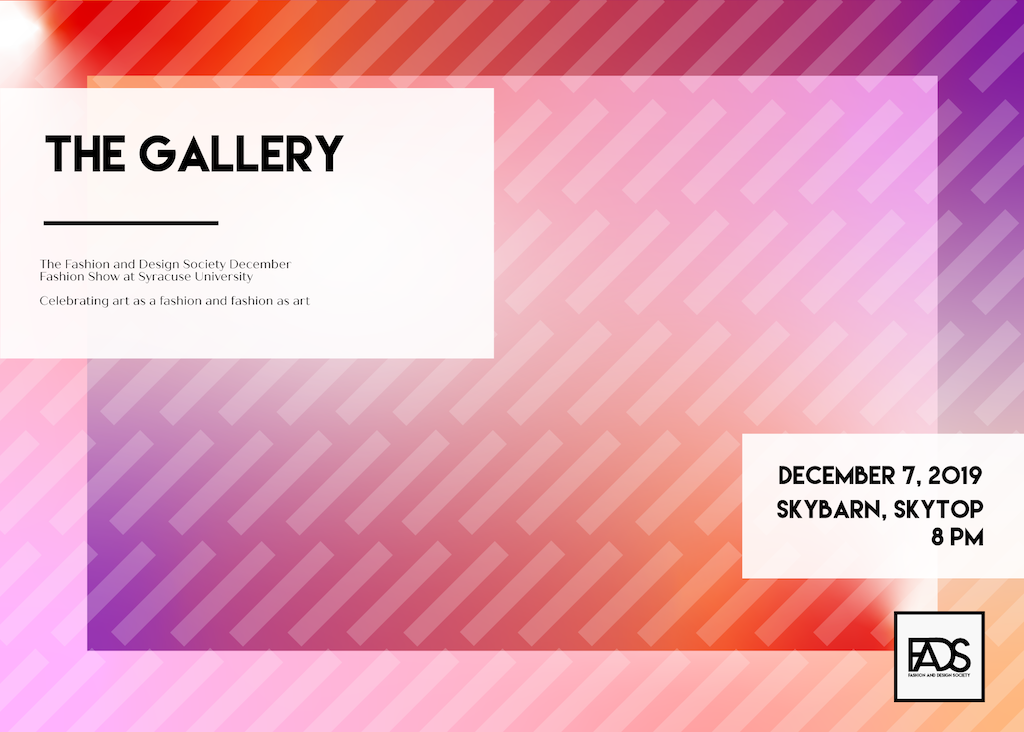 THE GALLERY
The Fashion and Design Society December
Fashion Show at Syracuse University
Celebrating art as a fashion and fashion as art
DECEMBER 7, 2019
SKYBARN, SKYTOP
8 PM
FADS
FASHION AND DESIGN SOCIETY